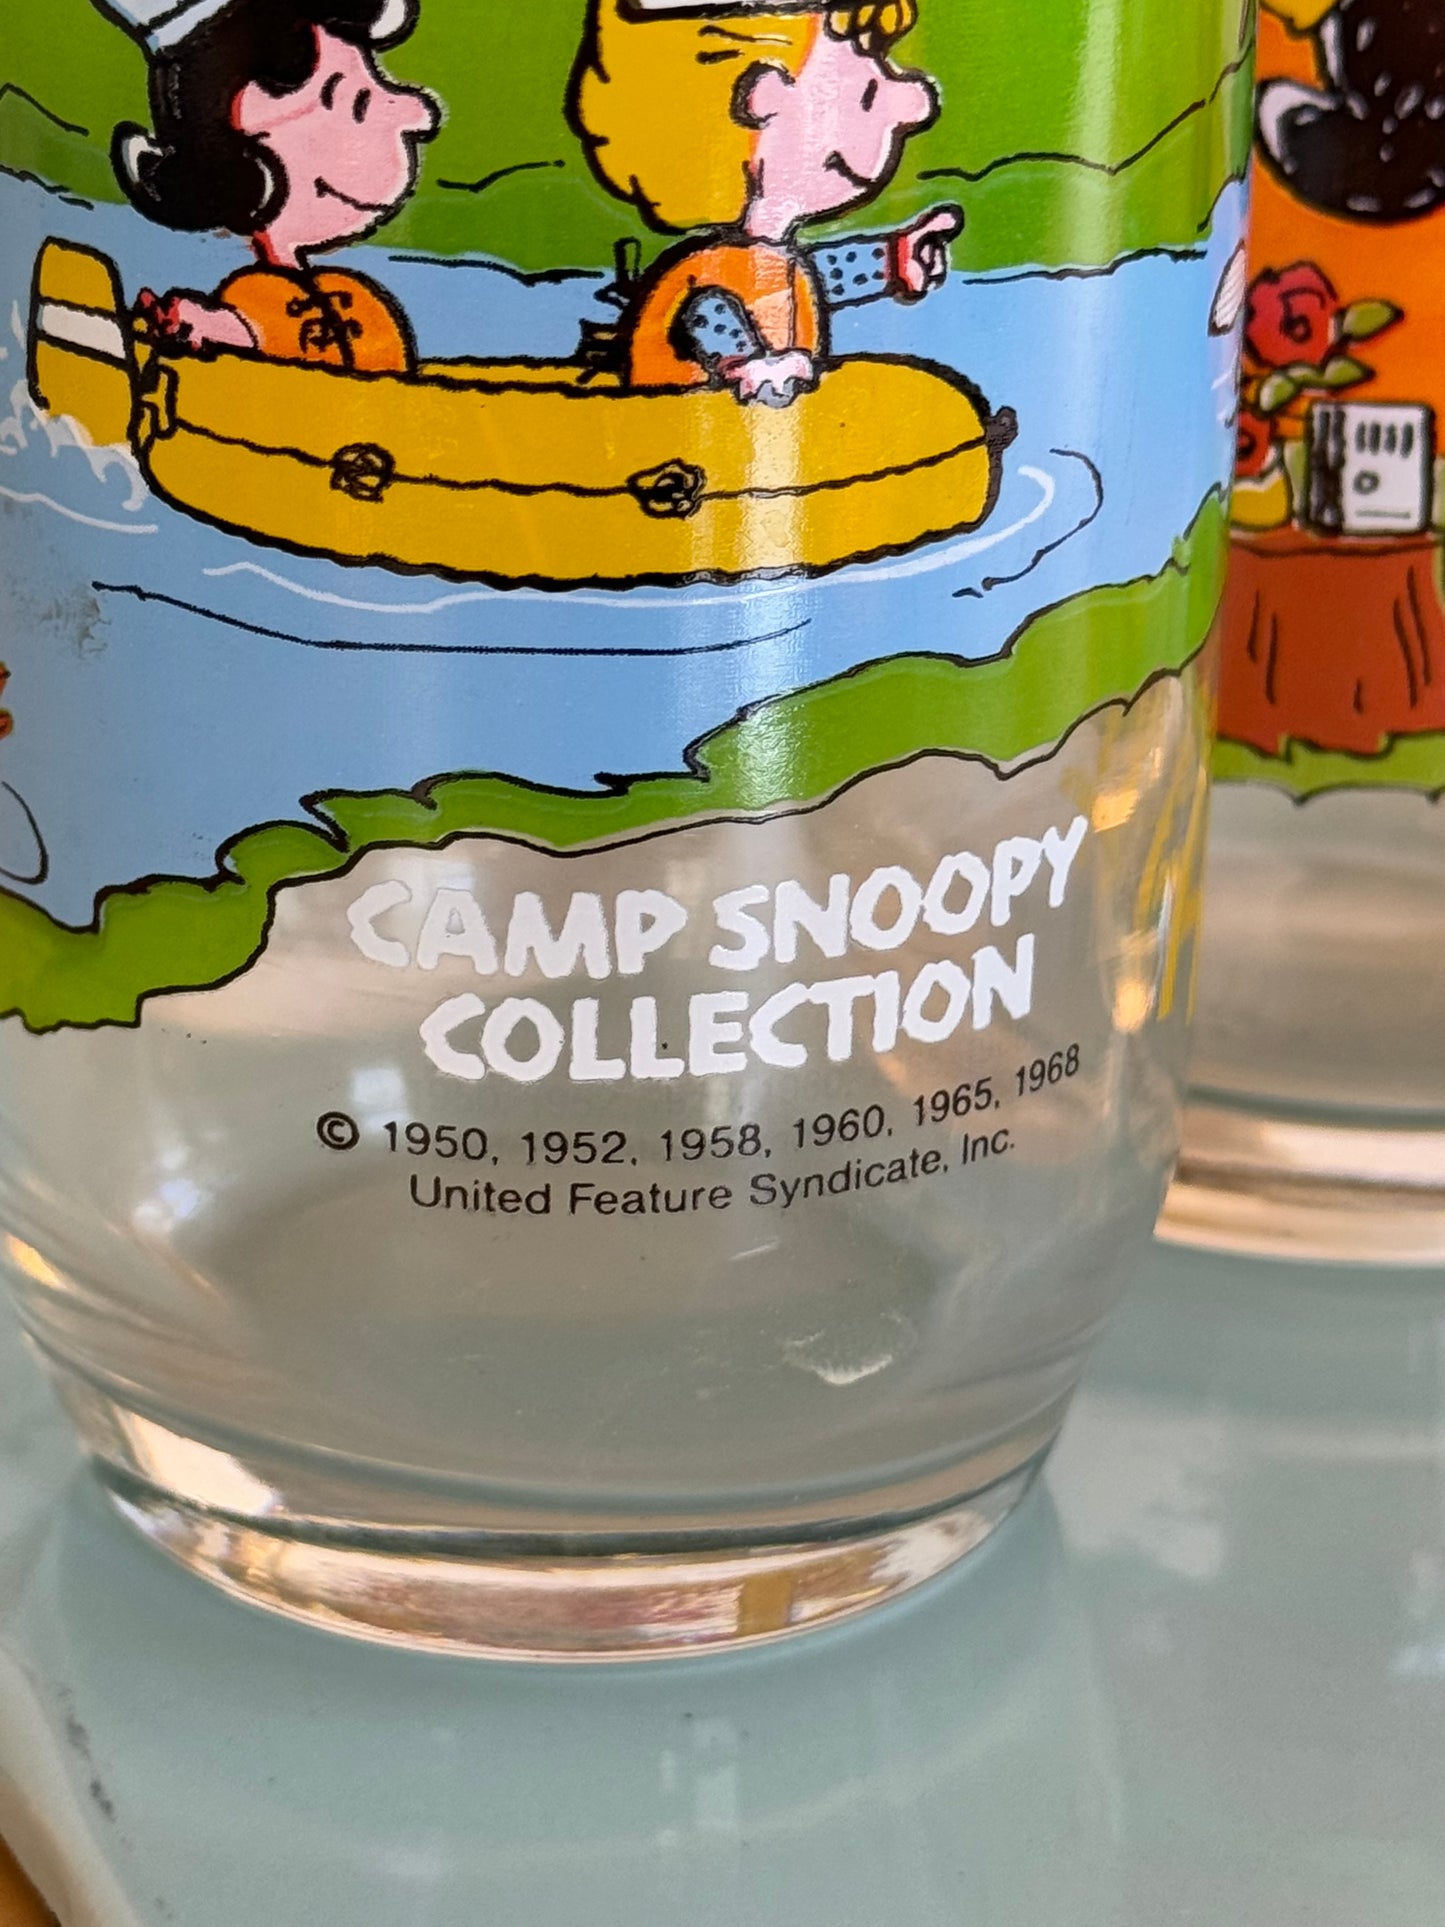 CAMP SNOOPY
COLLECTION
© 1950, 1952, 1958, 1960, 1965, 1968
United Feature Syndicate, Inc.